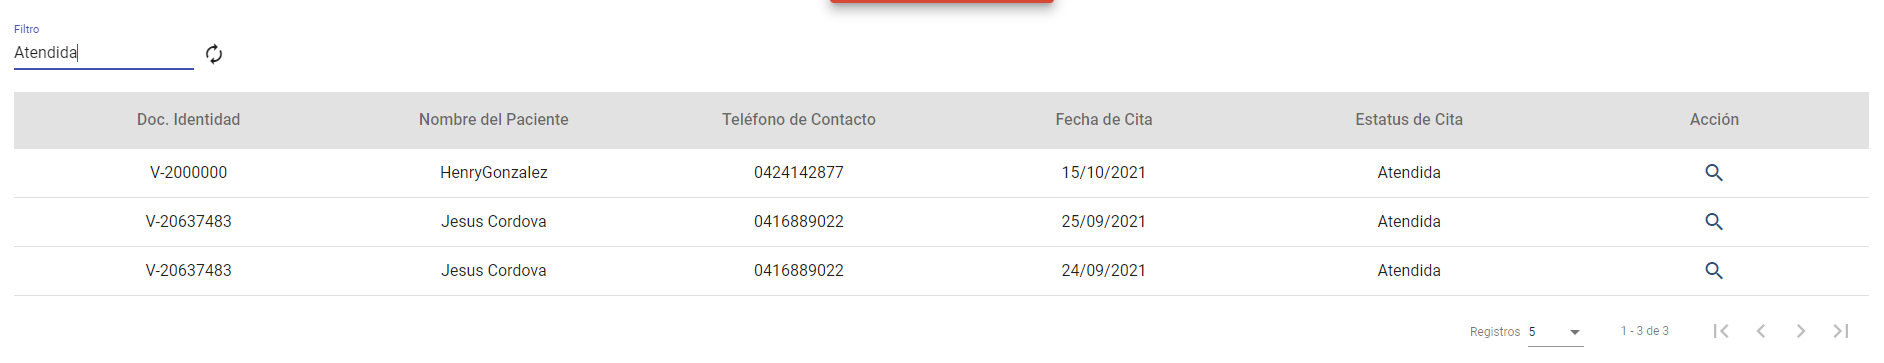 Filtro
Atendida
Doc. Identidad Nombre del Paciente Teléfono de Contacto Fecha de Cita Estatus de Cita Acción
V-2000000 HenryGonzalez 0424142877 15/10/2021 Atendida
V-20637483 Jesus Cordova 0416889022 25/09/2021 Atendida
V-20637483 Jesus Cordova 0416889022 24/09/2021 Atendida
Registros 5 1 - 3 de 3